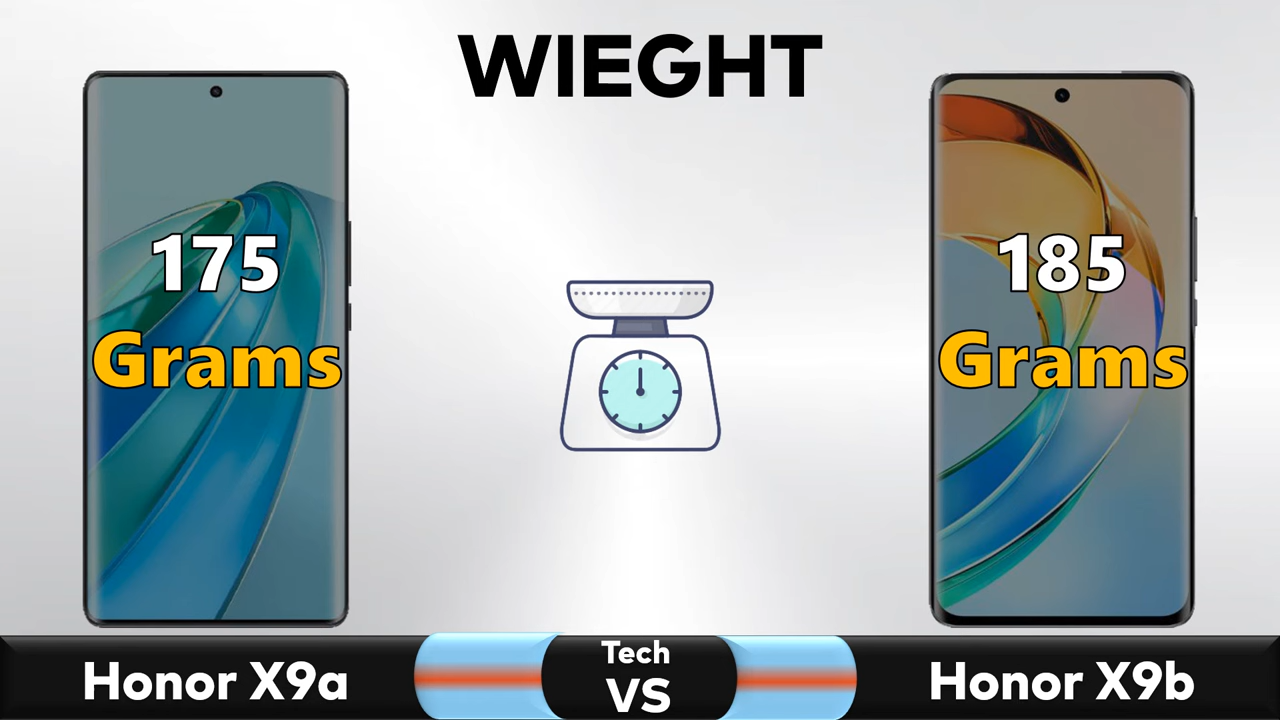 WIEGHT
175
Grams
185
Grams
Honor X9a
Tech
VS
Honor X9b